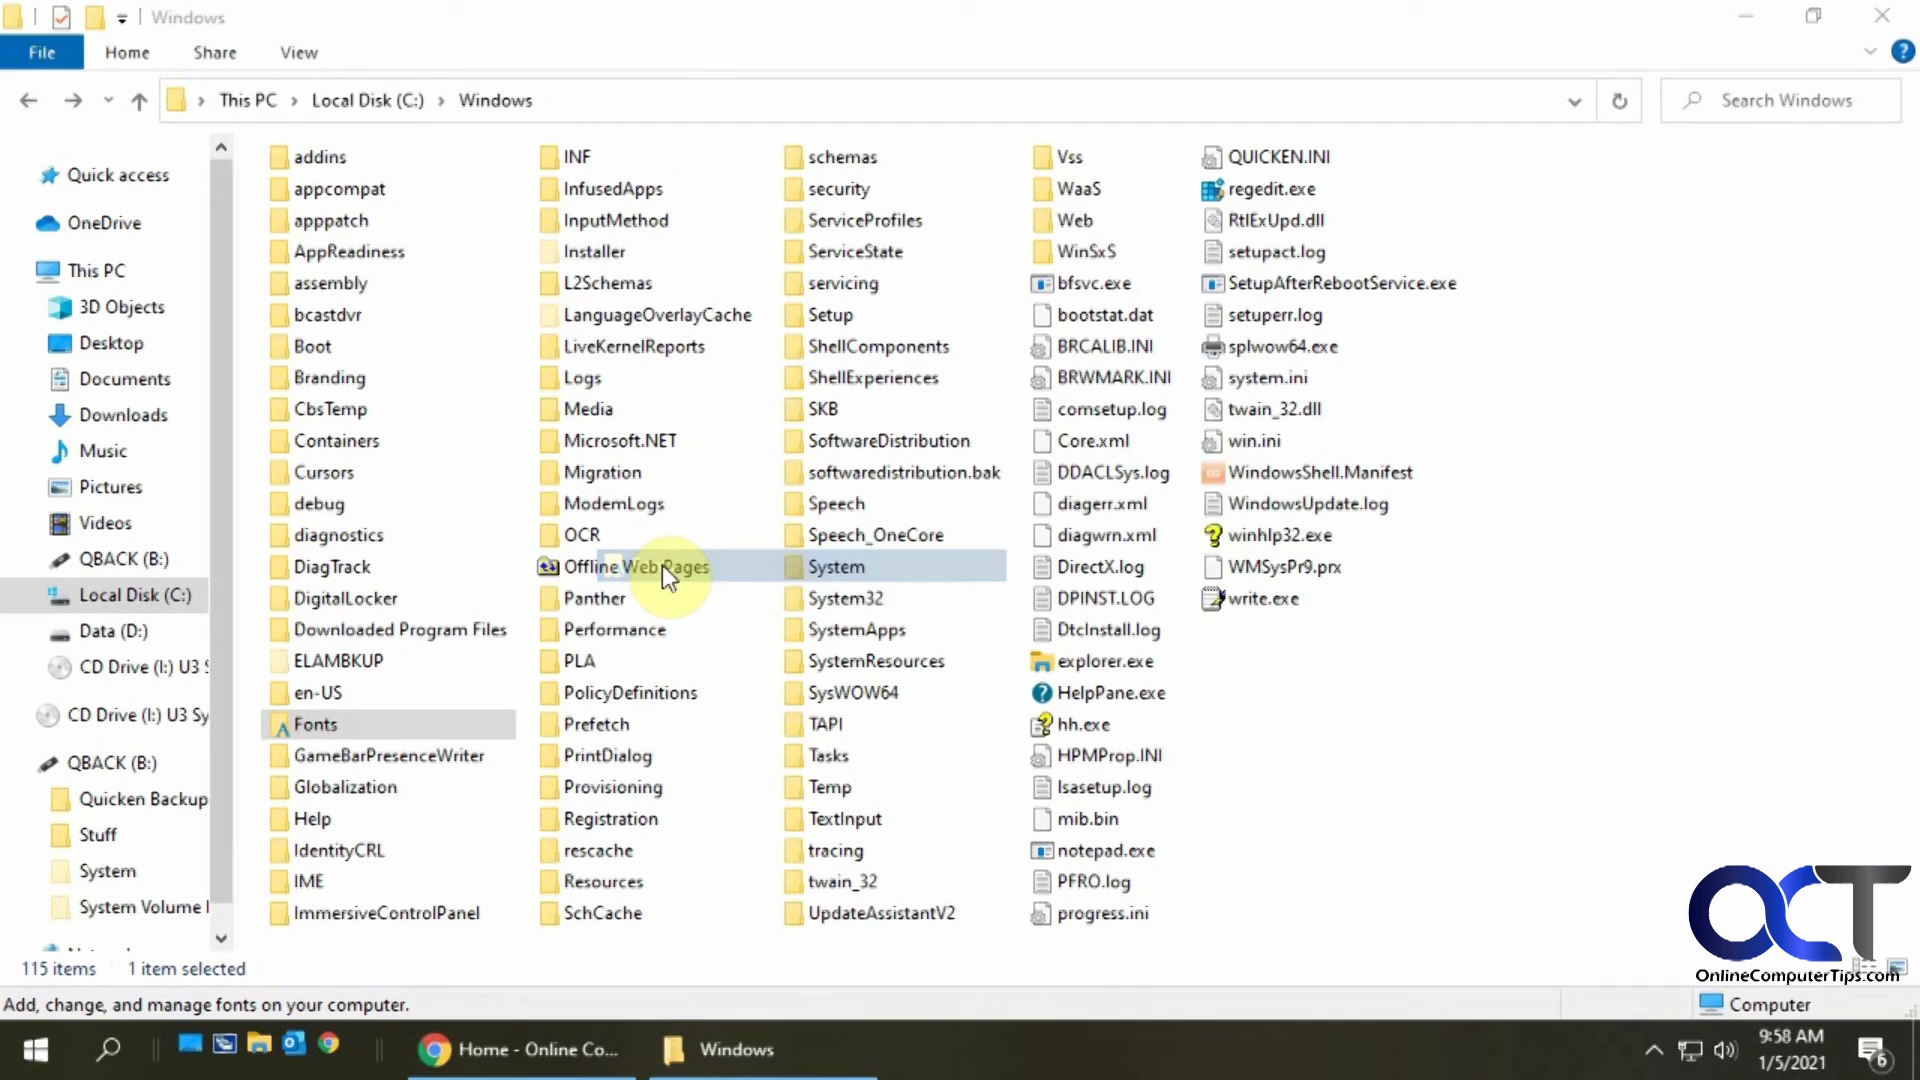 Windows
File Home Share View
This PC Local Disk (C:) Windows
Search Windows
Quick access
OneDrive
This PC
3D Objects
Desktop
Documents
Downloads
Music
Pictures
Videos
QBACK (B:)
Local Disk (C:)
Data (D:)
CD Drive (I:) U3 S
CD Drive (I:) U3 Sy
QBACK (B:)
Quicken Backup
Stuff
System
System Volume I
addins
appcompat
apppatch
AppReadiness
assembly
bcastdvr
Boot
Branding
CbsTemp
Containers
Cursors
debug
diagnostics
DiagTrack
DigitalLocker
Downloaded Program Files
ELAMBKUP
en-US
Fonts
GameBarPresenceWriter
Globalization
Help
IdentityCRL
IME
ImmersiveControlPanel
INF
InfusedApps
InputMethod
Installer
L2Schemas
LanguageOverlayCache
LiveKernelReports
Logs
Media
Microsoft.NET
Migration
ModemLogs
OCR
Offline Web Pages
Panther
Performance
PLA
PolicyDefinitions
Prefetch
PrintDialog
Provisioning
Registration
rescache
Resources
SchCache
schemas
security
ServiceProfiles
ServiceState
servicing
Setup
ShellComponents
ShellExperiences
SKB
SoftwareDistribution
softwaredistribution.bak
Speech
Speech_OneCore
System
System32
SystemApps
SystemResources
SysWOW64
TAPI
Tasks
Temp
TextInput
tracing
twain_32
UpdateAssistantV2
Vss
WaaS
Web
WinSxS
bfsvc.exe
bootstat.dat
BRCALIB.INI
BRWMARK.INI
comsetup.log
Core.xml
DDACLSys.log
diagerr.xml
diagwrn.xml
DirectX.log
DPINST.LOG
DtcInstall.log
explorer.exe
HelpPane.exe
hh.exe
HPMProp.INI
lsasetup.log
mib.bin
notepad.exe
PFRO.log
progress.ini
QUICKEN.INI
regedit.exe
RtlExUpd.dll
setupact.log
SetupAfterRebootService.exe
setuperr.log
splwow64.exe
system.ini
twain_32.dll
win.ini
WindowsShell.Manifest
WindowsUpdate.log
winhlp32.exe
WMSysPr9.prx
write.exe
OCT
OnlineComputerTips.com
115 items 1 item selected
Add, change, and manage fonts on your computer.
Computer
Home - Online Co...
Windows
9:58 AM
1/5/2021
6